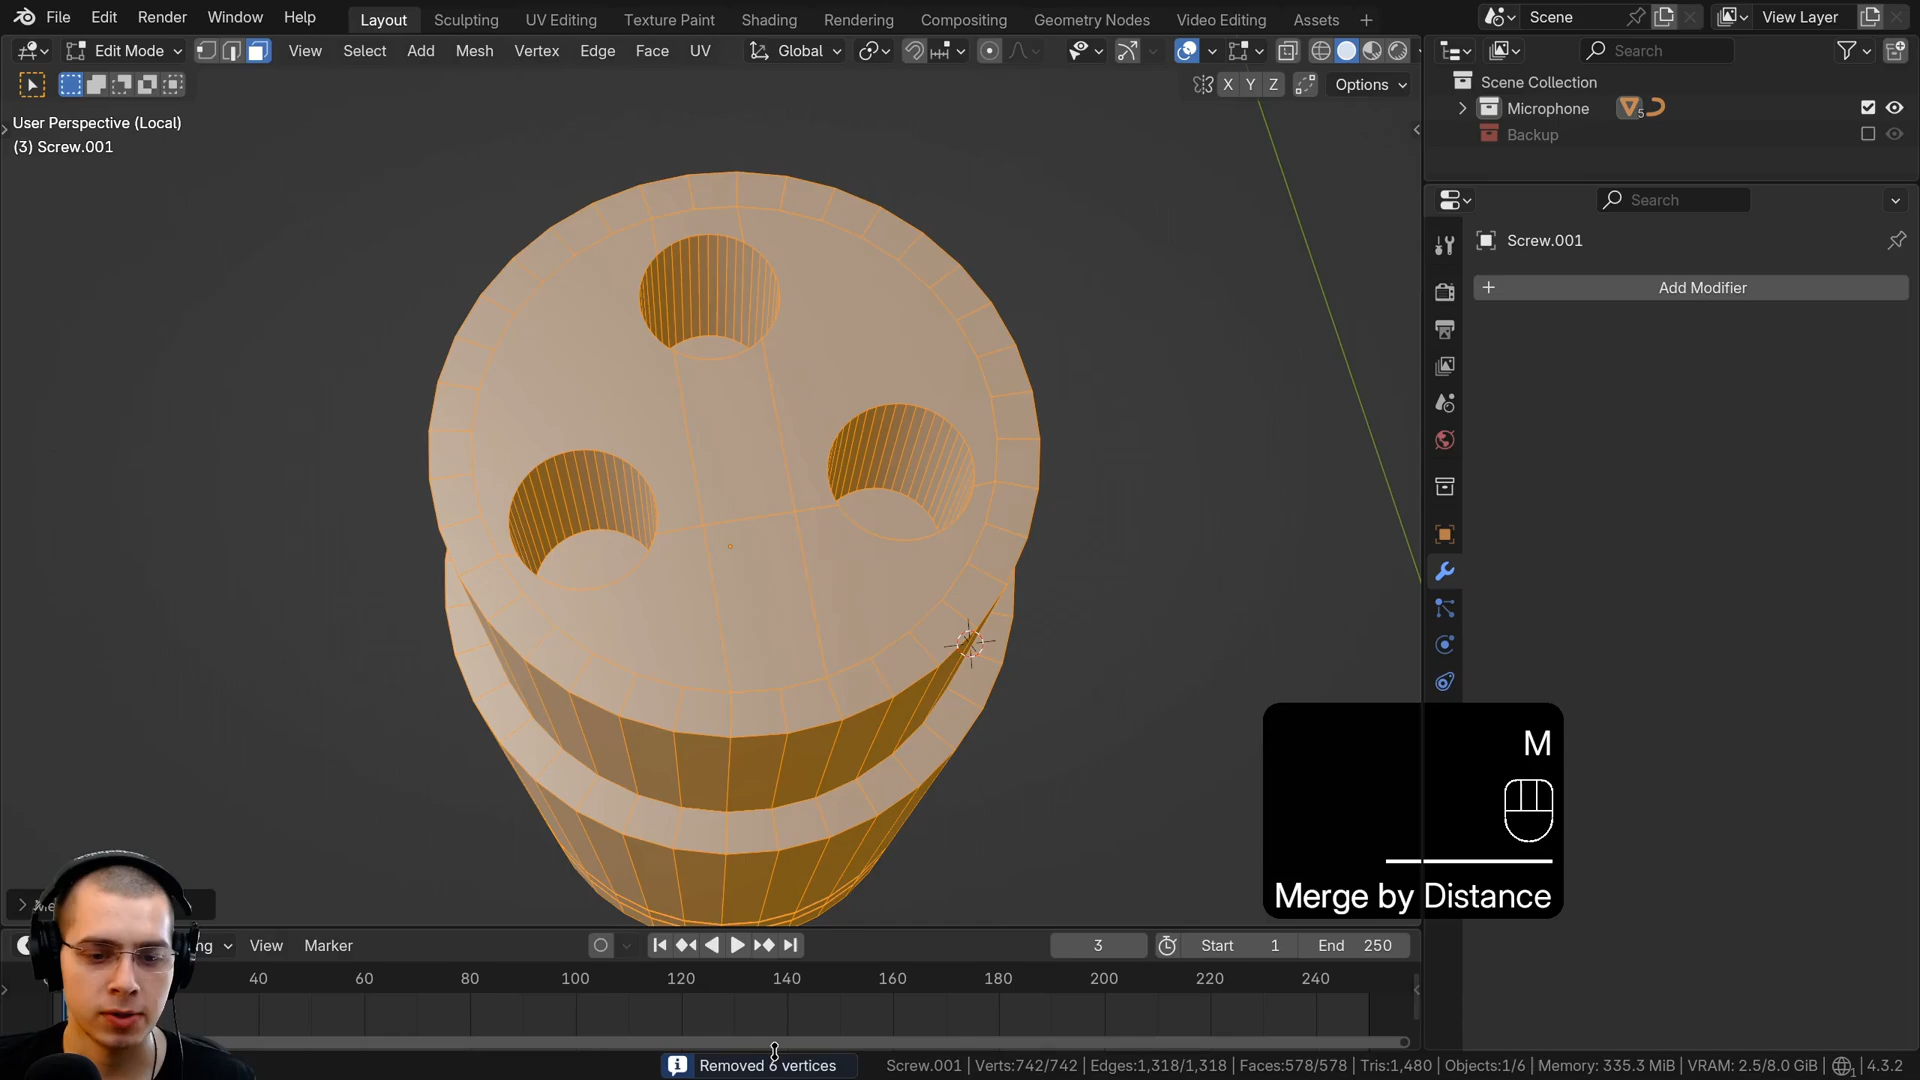 File Edit Render Window Help Layout Sculpting UV Editing Texture Paint Shading Rendering Compositing Geometry Nodes Video Editing Assets + Scene View Layer
Edit Mode View Select Add Mesh Vertex Edge Face UV Global Search
X Y Z Options
Scene Collection
User Perspective (Local)
Microphone 5
(3) Screw.001
Backup
Search
Screw.001
+ Add Modifier
M
Merge by Distance
View Marker 3 Start 1 End 250
40 60 80 100 120 140 160 180 200 220 240
Removed 6 vertices Screw.001 | Verts:742/742 | Edges:1,318/1,318 | Faces:578/578 | Tris:1,480 | Objects:1/6 | Memory: 335.3 MiB | VRAM: 2.5/8.0 GiB | 4.3.2